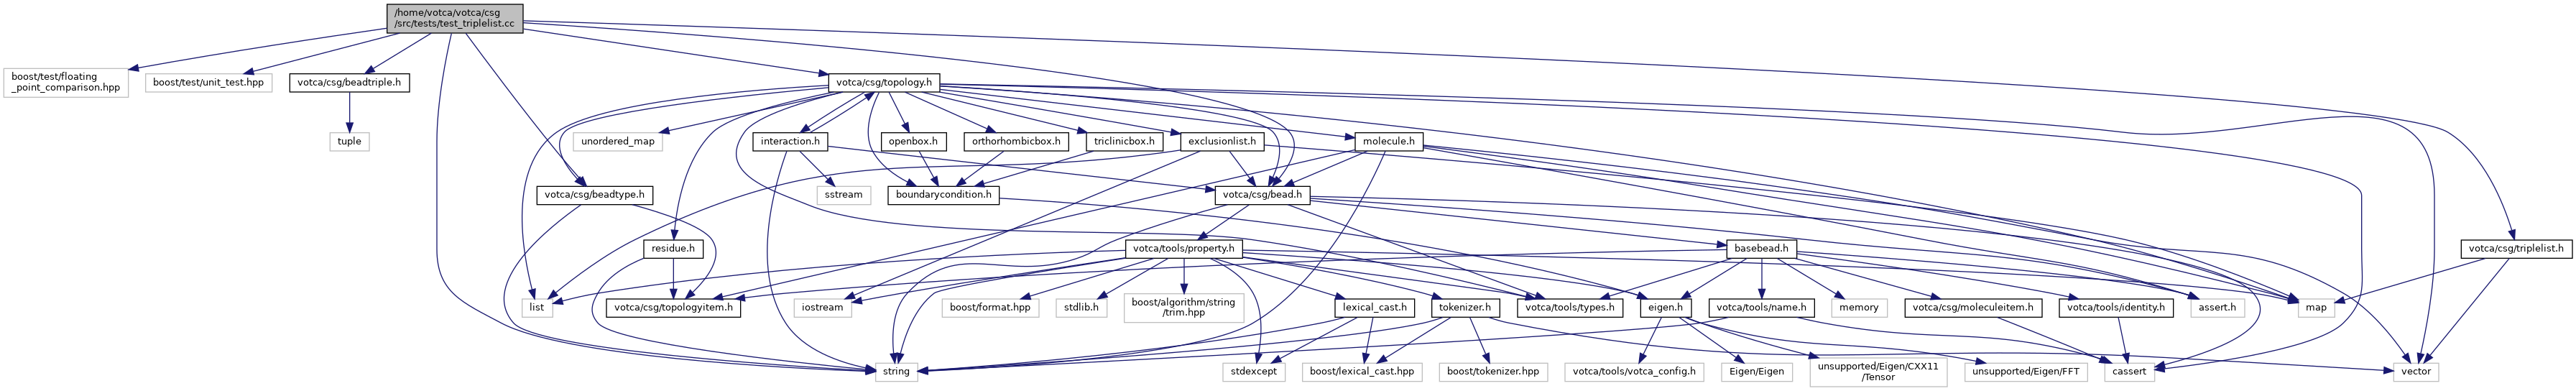 /home/votca/votca/csg
/src/tests/test_triplelist.cc
boost/test/floating
_point_comparison.hpp
boost/test/unit_test.hpp
votca/csg/beadtriple.h
votca/csg/topology.h
tuple
unordered_map
interaction.h
openbox.h
orthorhombicbox.h
triclinicbox.h
exclusionlist.h
molecule.h
votca/csg/beadtype.h
sstream
boundarycondition.h
votca/csg/bead.h
residue.h
votca/tools/property.h
basebead.h
votca/csg/triplelist.h
list
votca/csg/topologyitem.h
iostream
boost/format.hpp
stdlib.h
boost/algorithm/string
/trim.hpp
lexical_cast.h
tokenizer.h
votca/tools/types.h
eigen.h
votca/tools/name.h
memory
votca/csg/moleculeitem.h
votca/tools/identity.h
assert.h
map
string
stdexcept
boost/lexical_cast.hpp
boost/tokenizer.hpp
votca/tools/votca_config.h
Eigen/Eigen
unsupported/Eigen/CXX11
/Tensor
unsupported/Eigen/FFT
cassert
vector